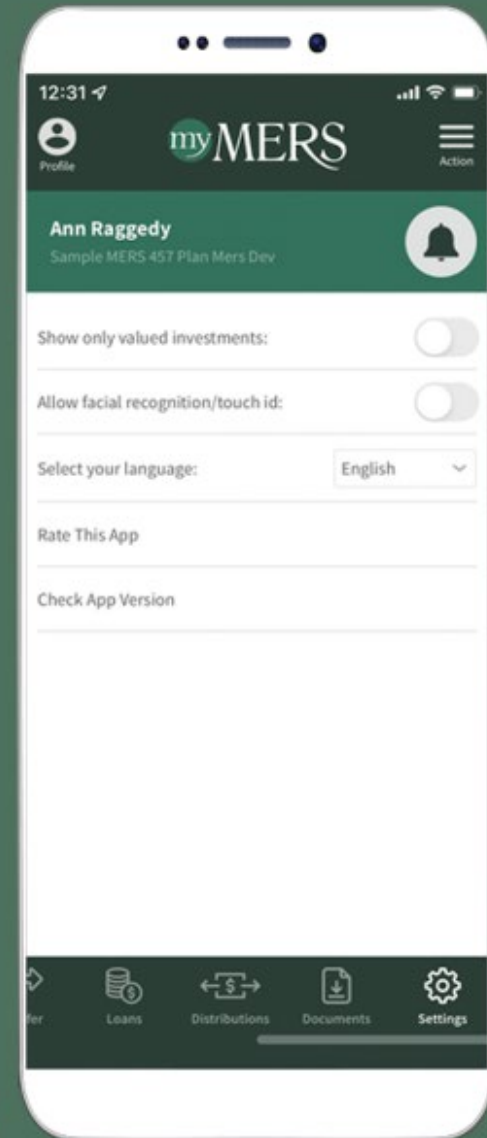 12:31
Profile
myMERS
Action
Ann Raggedy
Sample MERS 457 Plan Mers Dev
Show only valued investments:
Allow facial recognition/touch id:
Select your language:
English
Rate This App
Check App Version
fer
Loans
Distributions
Documents
Settings